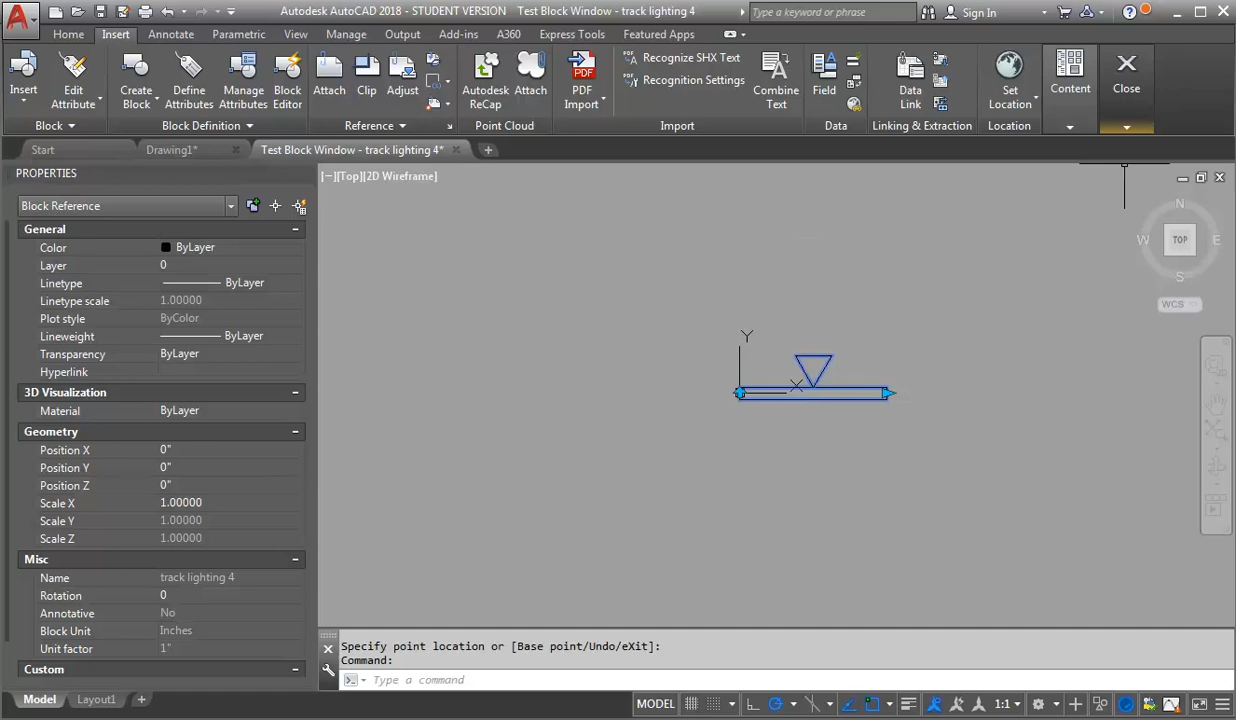 Autodesk AutoCAD 2018 - STUDENT VERSION Test Block Window - track lighting 4 Type a keyword or phrase Sign In
Home Insert Annotate Parametric View Manage Output Add-ins A360 Express Tools Featured Apps
Insert Edit Attribute Create Block Define Attributes Manage Attributes Block Editor Attach Clip Adjust Autodesk ReCap Attach PDF Import Recognize SHX Text Recognition Settings Combine Text Field Data Link Set Location Content Close
Block Block Definition Reference Point Cloud Import Data Linking & Extraction Location
Start Drawing1* Test Block Window - track lighting 4*
PROPERTIES
[−][Top][2D Wireframe]
Block Reference
General
Color ByLayer
Layer 0
Linetype ByLayer
Linetype scale 1.00000
Plot style ByColor
Lineweight ByLayer
Transparency ByLayer
Hyperlink
3D Visualization
Material ByLayer
Geometry
Position X 0"
Position Y 0"
Position Z 0"
Scale X 1.00000
Scale Y 1.00000
Scale Z 1.00000
Misc
Name track lighting 4
Rotation 0
Annotative No
Block Unit Inches
Unit factor 1"
Custom
N
W TOP E
S
WCS
Y
X
Specify point location or [Base point/Undo/eXit]:
Command:
Type a command
Model Layout1 MODEL 1:1